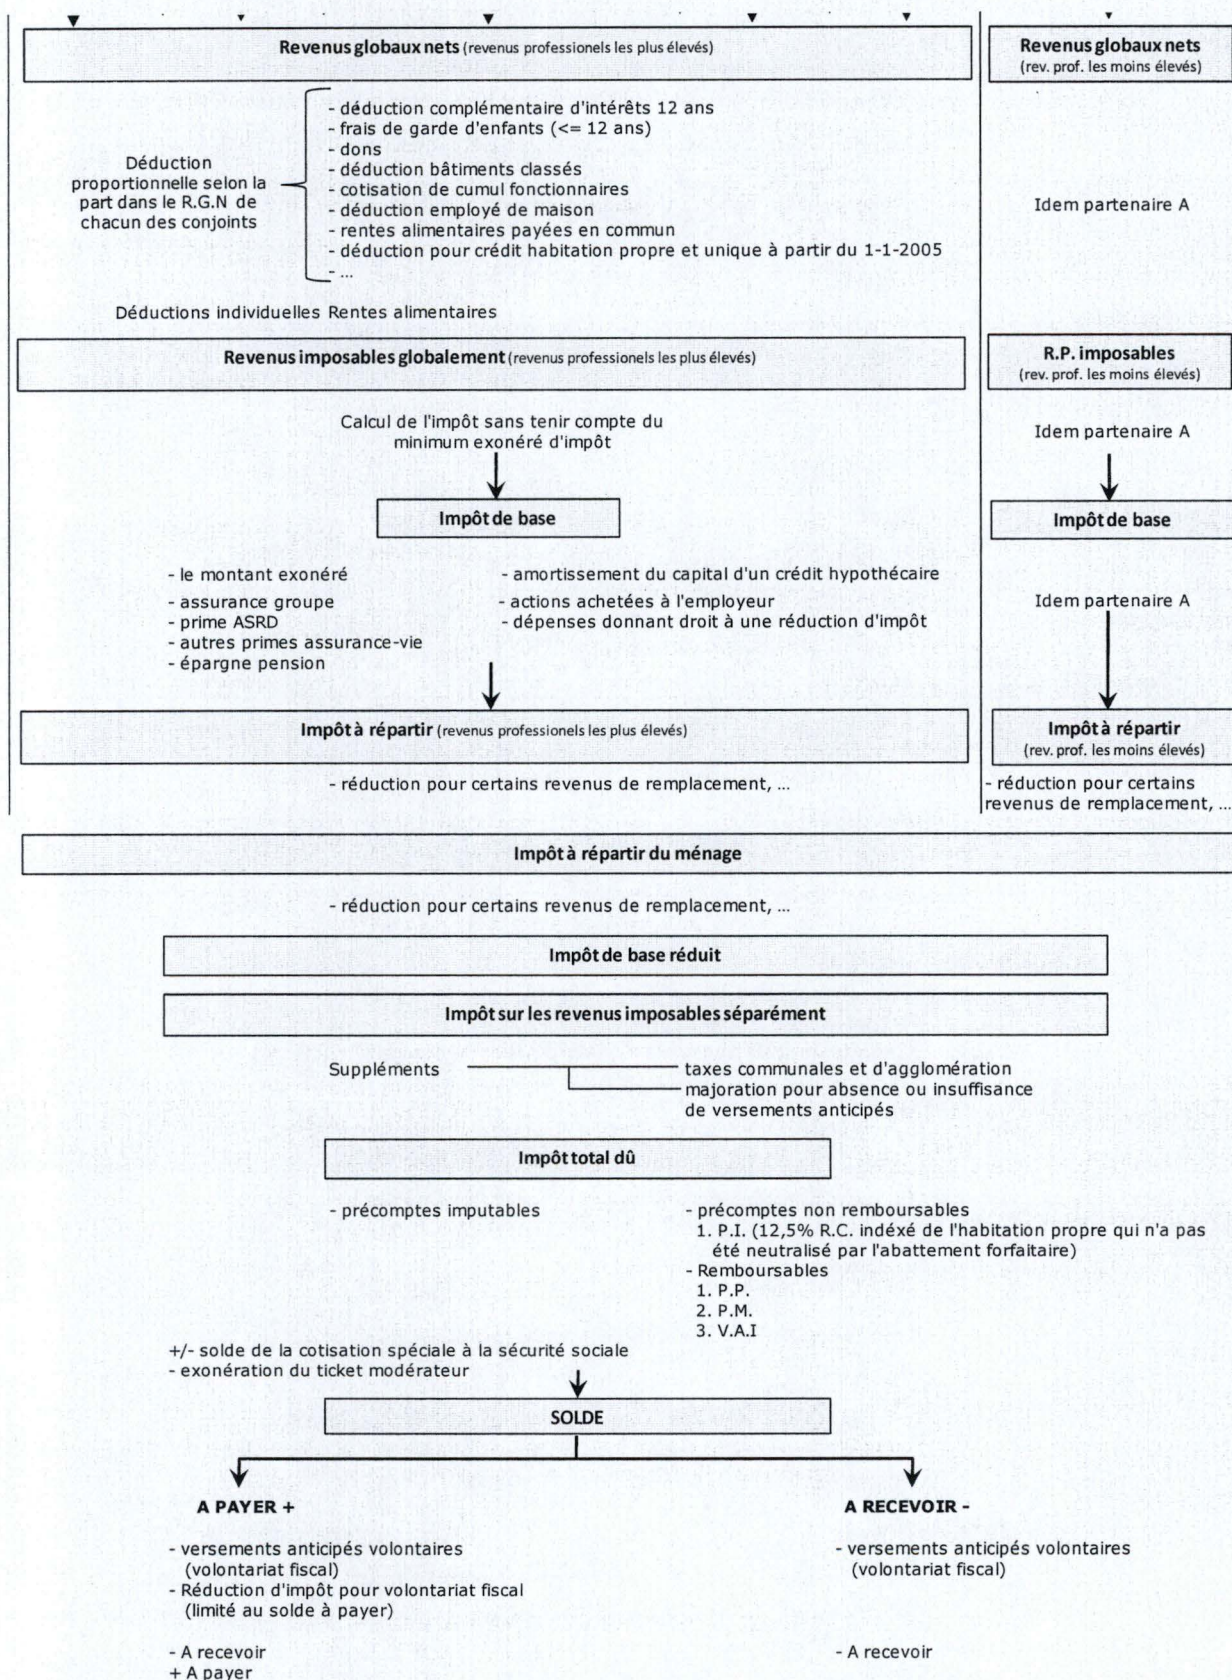 Revenus globaux nets (revenus professionels les plus élevés)
Revenus globaux nets
(rev. prof. les moins élevés)
Déduction
proportionnelle selon la
part dans le R.G.N de
chacun des conjoints
- déduction complémentaire d'intérêts 12 ans
- frais de garde d'enfants (<= 12 ans)
- dons
- déduction bâtiments classés
- cotisation de cumul fonctionnaires
- déduction employé de maison
- rentes alimentaires payées en commun
- déduction pour crédit habitation propre et unique à partir du 1-1-2005
- ...
Idem partenaire A
Déductions individuelles Rentes alimentaires
Revenus imposables globalement (revenus professionels les plus élevés)
R.P. imposables
(rev. prof. les moins élevés)
Calcul de l'impôt sans tenir compte du
minimum exonéré d'impôt
Idem partenaire A
Impôt de base
Impôt de base
- le montant exonéré
- assurance groupe
- prime ASRD
- autres primes assurance-vie
- épargne pension
- amortissement du capital d'un crédit hypothécaire
- actions achetées à l'employeur
- dépenses donnant droit à une réduction d'impôt
Idem partenaire A
Impôt à répartir (revenus professionels les plus élevés)
Impôt à répartir
(rev. prof. les moins élevés)
- réduction pour certains revenus de remplacement, ...
- réduction pour certains
revenus de remplacement, ...
Impôt à répartir du ménage
- réduction pour certains revenus de remplacement, ...
Impôt de base réduit
Impôt sur les revenus imposables séparément
Suppléments
taxes communales et d'agglomération
majoration pour absence ou insuffisance
de versements anticipés
Impôt total dû
- précomptes imputables
- précomptes non remboursables
1. P.I. (12,5% R.C. indéxé de l'habitation propre qui n'a pas
été neutralisé par l'abattement forfaitaire)
- Remboursables
1. P.P.
2. P.M.
3. V.A.I
+/- solde de la cotisation spéciale à la sécurité sociale
- exonération du ticket modérateur
SOLDE
A PAYER +
A RECEVOIR -
- versements anticipés volontaires
(volontariat fiscal)
- Réduction d'impôt pour volontariat fiscal
(limité au solde à payer)
- versements anticipés volontaires
(volontariat fiscal)
- A recevoir
+ A payer
- A recevoir